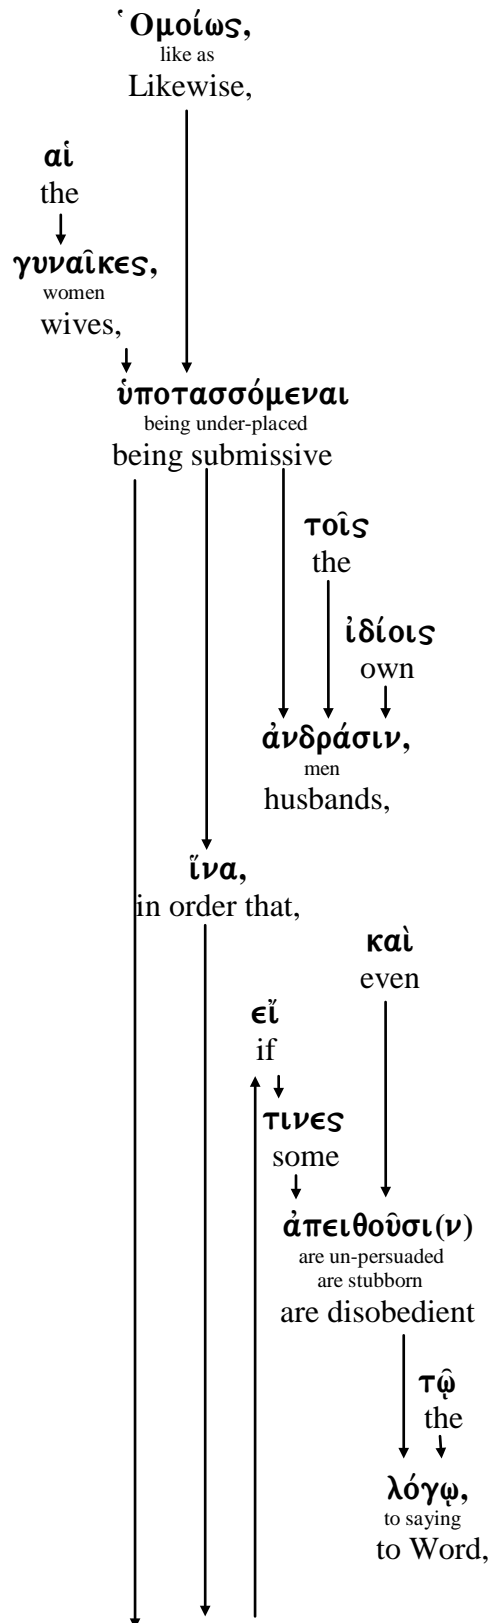 Ὁμοίως,
like as
Likewise,
αἱ
the
γυναῖκες,
women
wives,
ὑποτασσόμεναι
being under-placed
being submissive
τοῖς
the
ἰδίοις
own
ἀνδράσιν,
men
husbands,
ἵνα,
in order that,
καὶ
even
εἴ
if
τινες
some
ἀπειθοῦσι(ν)
are un-persuaded
are stubborn
are disobedient
τῷ
the
λόγῳ,
to saying
to Word,